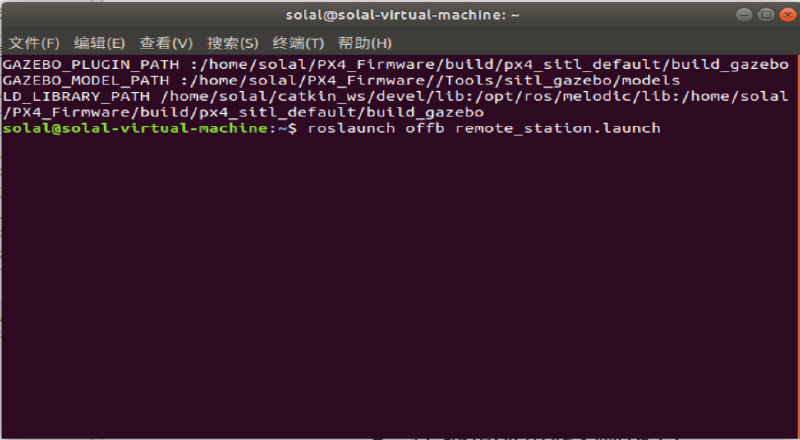 solal@solal-virtual-machine: ~
文件(F) 编辑(E) 查看(V) 搜索(S) 终端(T) 帮助(H)
GAZEBO_PLUGIN_PATH :/home/solal/PX4_Firmware/build/px4_sitl_default/build_gazebo
GAZEBO_MODEL_PATH :/home/solal/PX4_Firmware//Tools/sitl_gazebo/models
LD_LIBRARY_PATH /home/solal/catkin_ws/devel/lib:/opt/ros/melodic/lib:/home/solal
/PX4_Firmware/build/px4_sitl_default/build_gazebo
solal@solal-virtual-machine:~$ roslaunch offb remote_station.launch